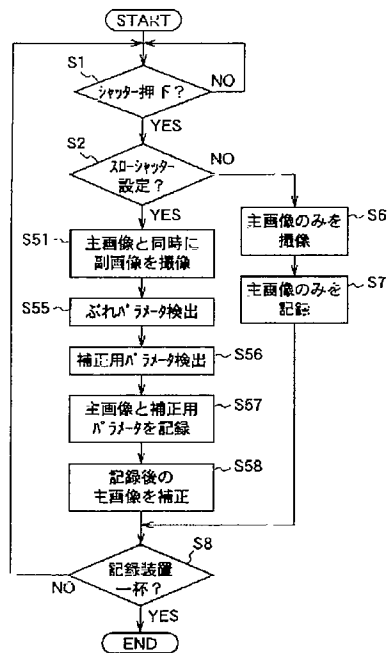 START
S1
シャッター押下?
NO
YES
S2
スローシャッター
設定?
NO
YES
S51
主画像と同時に
副画像を撮像
S6
主画像のみを
撮像
S55
ぶれパラメータ検出
S7
主画像のみを
記録
補正用パラメータ検出
S56
主画像と補正用
パラメータを記録
S57
記録後の
主画像を補正
S58
S8
記録装置
一杯?
NO
YES
END